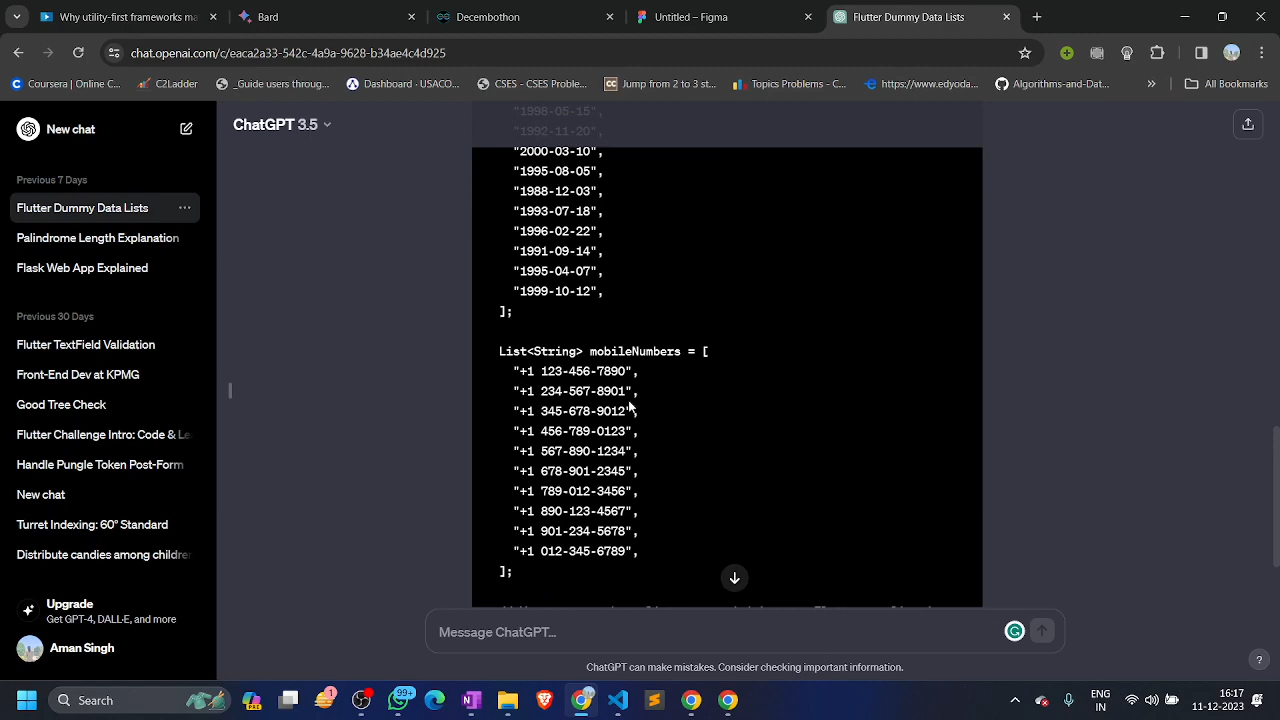 Why utility-first frameworks ma
Bard
Decembothon
Untitled – Figma
Flutter Dummy Data Lists
chat.openai.com/c/eaca2a33-542c-4a9a-9628-b34ae4c4d925
Coursera | Online C...
C2Ladder
_Guide users throug...
Dashboard · USACO...
CSES - CSES Proble...
Jump from 2 to 3 st...
Topics Problems - C...
https://www.edyoda...
Algorithms-and-Dat...
All Bookmarks
New chat
Previous 7 Days
Flutter Dummy Data Lists
Palindrome Length Explanation
Flask Web App Explained
Previous 30 Days
Flutter TextField Validation
Front-End Dev at KPMG
Good Tree Check
Flutter Challenge Intro: Code & Le
Handle Pungle Token Post-Form
New chat
Turret Indexing: 60° Standard
Distribute candies among children
Upgrade
Get GPT-4, DALL·E, and more
Aman Singh
ChatGPT 3.5
"1998-05-15",
"1992-11-20",
"2000-03-10",
"1995-08-05",
"1988-12-03",
"1993-07-18",
"1996-02-22",
"1991-09-14",
"1995-04-07",
"1999-10-12",
];
List<String> mobileNumbers = [
"+1 123-456-7890",
"+1 234-567-8901",
"+1 345-678-9012",
"+1 456-789-0123",
"+1 567-890-1234",
"+1 678-901-2345",
"+1 789-012-3456",
"+1 890-123-4567",
"+1 901-234-5678",
"+1 012-345-6789",
];
Message ChatGPT...
ChatGPT can make mistakes. Consider checking important information.
?
Search
1
99+
ENG
IN
16:17
11-12-2023